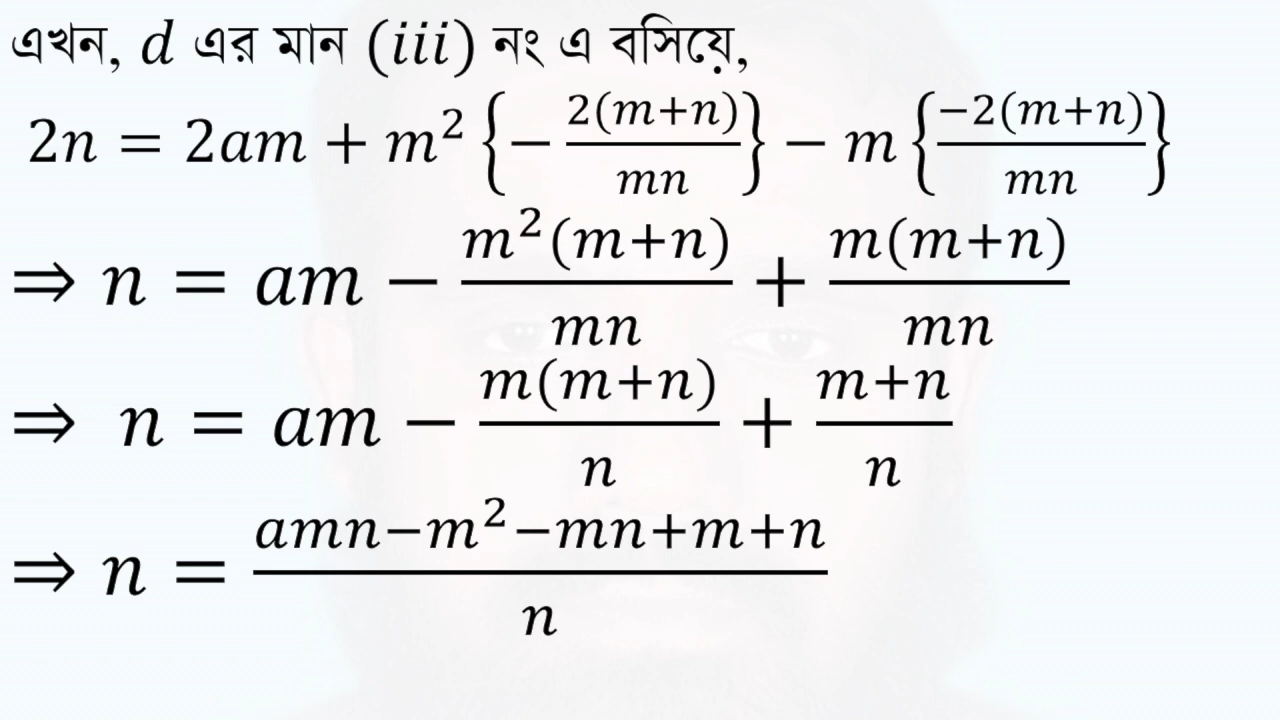 এখন, d এর মান (iii) নং এ বসিয়ে,
2n = 2am + m² {− 2(m+n)/mn} − m {−2(m+n)/mn}
⇒ n = am − m²(m+n)/mn + m(m+n)/mn
⇒ n = am − m(m+n)/n + m+n/n
⇒ n = amn−m²−mn+m+n/n